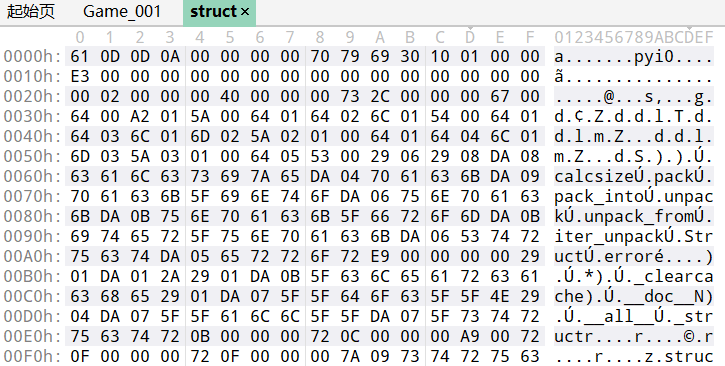 起始页 Game_001 struct ×
0 1 2 3 4 5 6 7 8 9 A B C D E F 0123456789ABCDEF
0000h: 61 0D 0D 0A 00 00 00 00 70 79 69 30 10 01 00 00 a.......pyi0....
0010h: E3 00 00 00 00 00 00 00 00 00 00 00 00 00 00 00 ã...............
0020h: 00 02 00 00 00 40 00 00 00 73 2C 00 00 00 67 00 .....@...s,...g.
0030h: 64 00 A2 01 5A 00 64 01 64 02 6C 01 54 00 64 01 d.¢.Z.d.d.l.T.d.
0040h: 64 03 6C 01 6D 02 5A 02 01 00 64 01 64 04 6C 01 d.l.m.Z...d.d.l.
0050h: 6D 03 5A 03 01 00 64 05 53 00 29 06 29 08 DA 08 m.Z...d.S.).).Ú.
0060h: 63 61 6C 63 73 69 7A 65 DA 04 70 61 63 6B DA 09 calcsizeÚ.packÚ.
0070h: 70 61 63 6B 5F 69 6E 74 6F DA 06 75 6E 70 61 63 pack_intoÚ.unpac
0080h: 6B DA 0B 75 6E 70 61 63 6B 5F 66 72 6F 6D DA 0B kÚ.unpack_fromÚ.
0090h: 69 74 65 72 5F 75 6E 70 61 63 6B DA 06 53 74 72 iter_unpackÚ.Str
00A0h: 75 63 74 DA 05 65 72 72 6F 72 E9 00 00 00 00 29 uctÚ.erroré....)
00B0h: 01 DA 01 2A 29 01 DA 0B 5F 63 6C 65 61 72 63 61 .Ú.*).Ú._clearca
00C0h: 63 68 65 29 01 DA 07 5F 5F 64 6F 63 5F 5F 4E 29 che).Ú.__doc__N)
00D0h: 04 DA 07 5F 5F 61 6C 6C 5F 5F DA 07 5F 73 74 72 .Ú.__all__Ú._str
00E0h: 75 63 74 72 0B 00 00 00 72 0C 00 00 00 A9 00 72 uctr....r....©.r
00F0h: 0F 00 00 00 72 0F 00 00 00 7A 09 73 74 72 75 63 ....r....z.struc